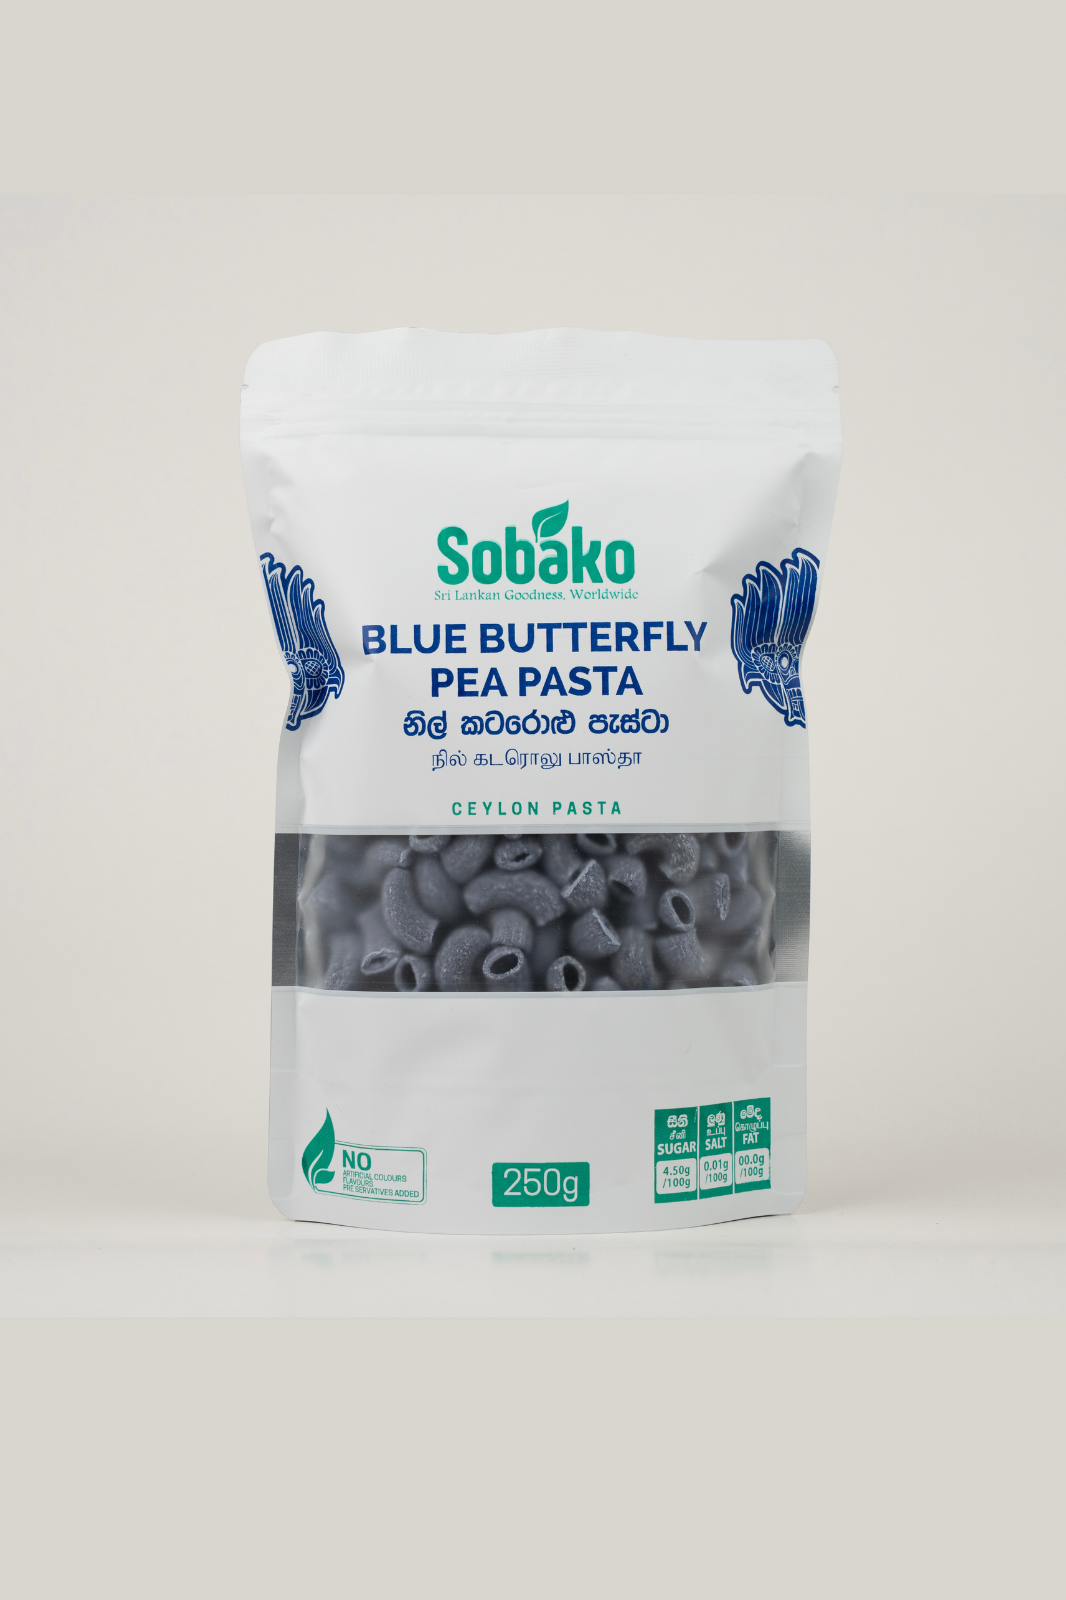 Sobako
Sri Lankan Goodness, Worldwide
BLUE BUTTERFLY
PEA PASTA
නිල් කටරොළු පැස්ටා
நில் கடரொலு பாஸ்தா
CEYLON PASTA
NO
ARTIFICIAL COLOURS
FLAVOURS
PRESERVATIVES ADDED
250g
සීනි
சீனி
SUGAR
4.50g
/100g
ලුණු
உப்பு
SALT
0.01g
/100g
මේද
கொழுப்பு
FAT
00.0g
/100g